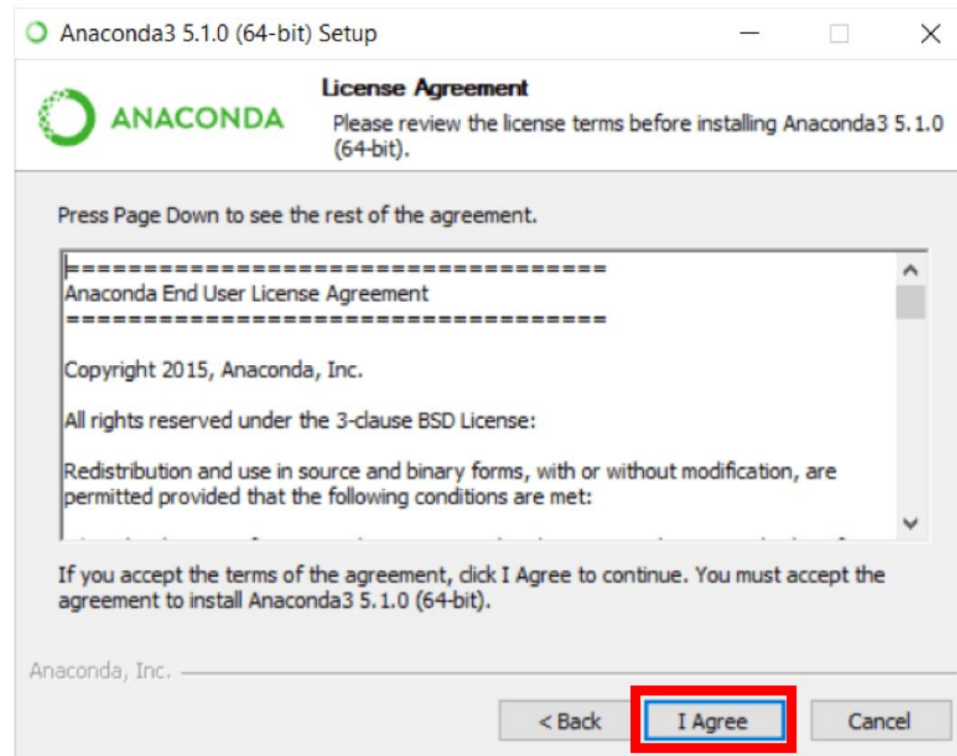 Anaconda3 5.1.0 (64-bit) Setup
ANACONDA
License Agreement
Please review the license terms before installing Anaconda3 5.1.0
(64-bit).
Press Page Down to see the rest of the agreement.
===================================
Anaconda End User License Agreement
===================================
Copyright 2015, Anaconda, Inc.
All rights reserved under the 3-clause BSD License:
Redistribution and use in source and binary forms, with or without modification, are
permitted provided that the following conditions are met:
If you accept the terms of the agreement, click I Agree to continue. You must accept the
agreement to install Anaconda3 5.1.0 (64-bit).
Anaconda, Inc.
< Back
I Agree
Cancel